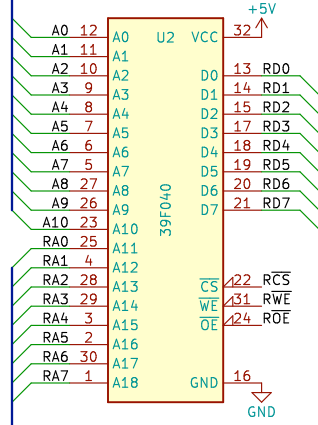 +5V
A0 12 A0 U2 VCC 32
A1 11 A1
A2 10 A2 D0 13 RD0
A3 9 A3 D1 14 RD1
A4 8 A4 D2 15 RD2
A5 7 A5 D3 17 RD3
A6 6 A6 D4 18 RD4
A7 5 A7 D5 19 RD5
A8 27 A8 D6 20 RD6
A9 26 A9 D7 21 RD7
A10 23 A10
39F040
RA0 25 A11
RA1 4 A12
RA2 28 A13 CS 22 RCS
RA3 29 A14 WE 31 RWE
RA4 3 A15 OE 24 ROE
RA5 2 A16
RA6 30 A17
RA7 1 A18 GND 16
GND